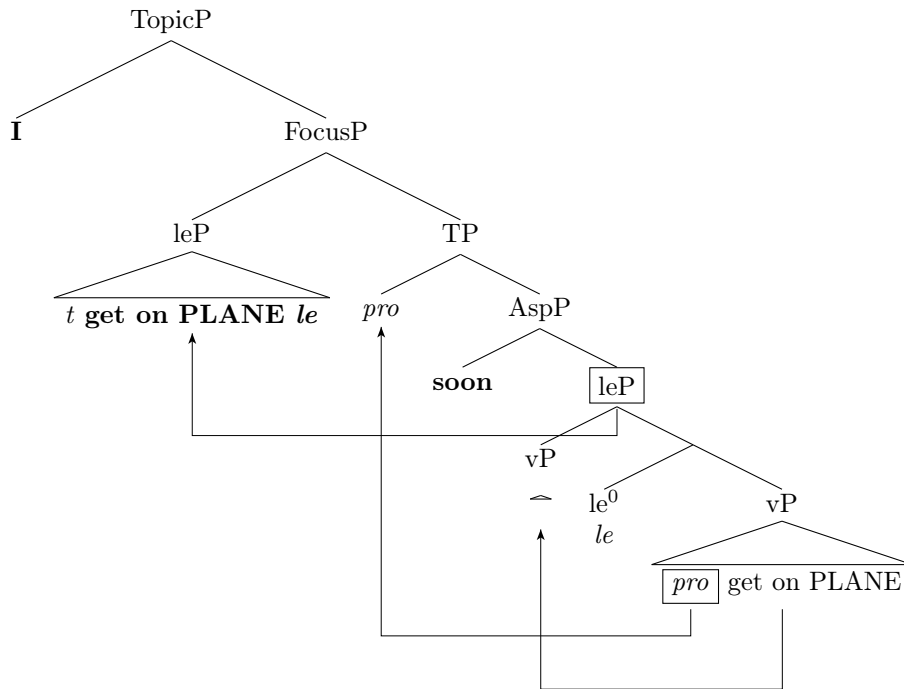 TopicP
I FocusP
leP TP
t get on PLANE le pro AspP
soon leP
vP
le⁰ vP
le
pro get on PLANE